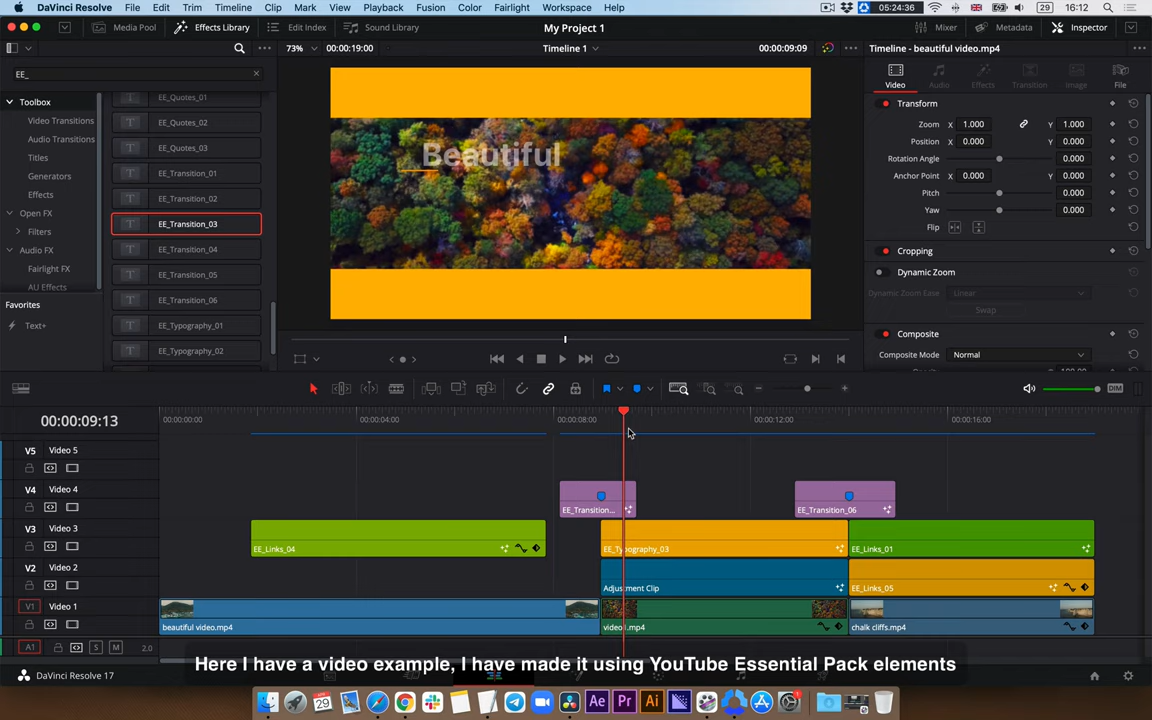 DaVinci Resolve File Edit Trim Timeline Clip Mark View Playback Fusion Color Fairlight Workspace Help 05:24:36 29 16:12
Media Pool Effects Library Edit Index Sound Library My Project 1 Mixer Metadata Inspector
73% 00:00:19:00 Timeline 1 00:00:09:09 Timeline - beautiful video.mp4
EE_
Video Audio Effects Transition Image File
Toolbox
Video Transitions
Audio Transitions
Titles
Generators
Effects
Open FX
Filters
Audio FX
Fairlight FX
AU Effects
Favorites
Text+
EE_Quotes_01
EE_Quotes_02
EE_Quotes_03
EE_Transition_01
EE_Transition_02
EE_Transition_03
EE_Transition_04
EE_Transition_05
EE_Transition_06
EE_Typography_01
EE_Typography_02
Beautiful
Transform
Zoom X 1.000 Y 1.000
Position X 0.000 Y 0.000
Rotation Angle 0.000
Anchor Point X 0.000 Y 0.000
Pitch 0.000
Yaw 0.000
Flip
Cropping
Dynamic Zoom
Dynamic Zoom Ease Linear
Swap
Composite
Composite Mode Normal
DIM
00:00:09:13 00:00:00:00 00:00:04:00 00:00:08:00 00:00:12:00 00:00:16:00
V5 Video 5
V4 Video 4
EE_Transition... EE_Transition_06
V3 Video 3
EE_Links_04 EE_Typography_03 EE_Links_01
V2 Video 2
Adjustment Clip EE_Links_05
V1 Video 1
beautiful video.mp4 chalk cliffs.mp4
A1 S M 2.0
Here I have a video example, I have made it using YouTube Essential Pack elements
DaVinci Resolve 17
29 Ae Pr Ai